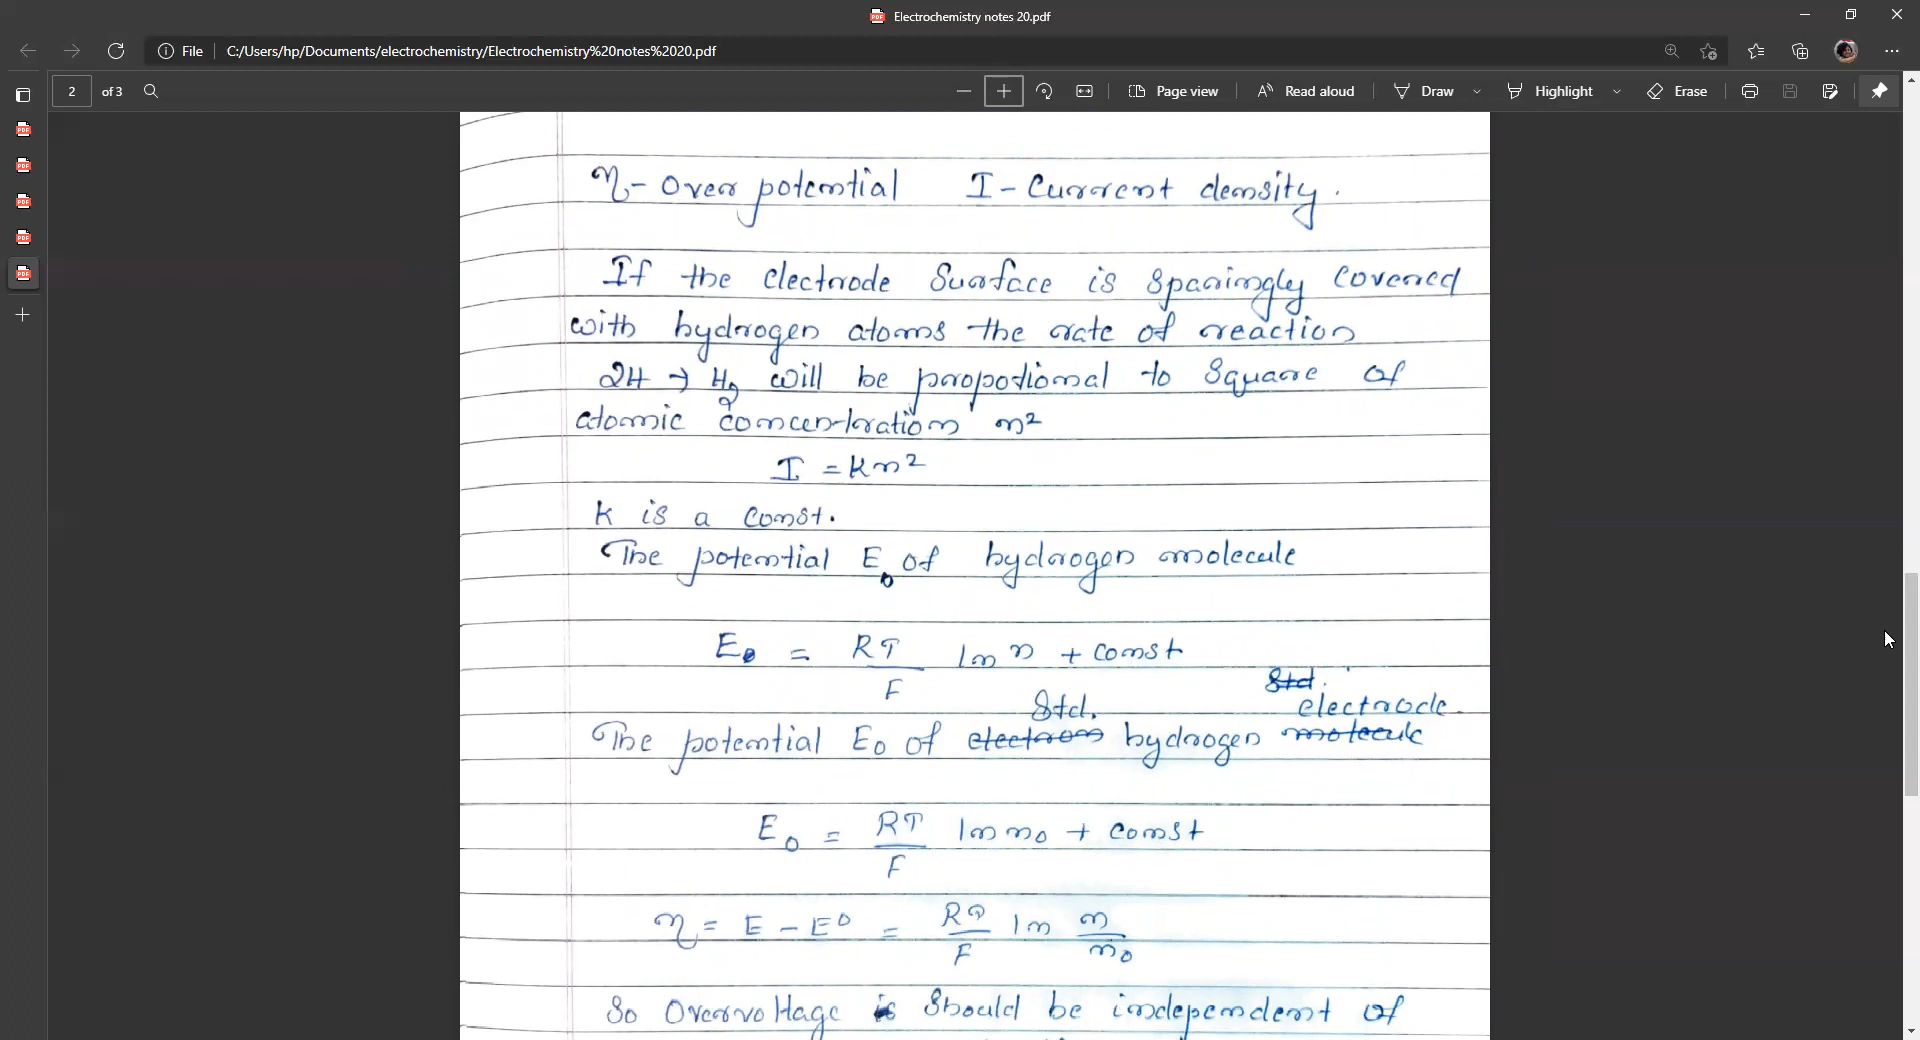 Electrochemistry notes 20.pdf
File C:/Users/hp/Documents/electrochemistry/Electrochemistry%20notes%2020.pdf
2 of 3 Page view Read aloud Draw Highlight Erase
η - Over potential I - Current density.
If the electrode Surface is Sparingly Covered
with hydrogen atoms the rate of reaction
2H → H2 will be propotional to Square of
atomic concentration n²
I = kn²
k is a Const.
The potential E0 of hydrogen molecule
E0 = RT/F ln n + Const
Std. Std.
electrode.
The potential E0 of electron hydrogen molecule
E0 = RT/F ln n0 + Const
η = E - E0 = RT/F ln n/n0
So Overvoltage is Should be independent of